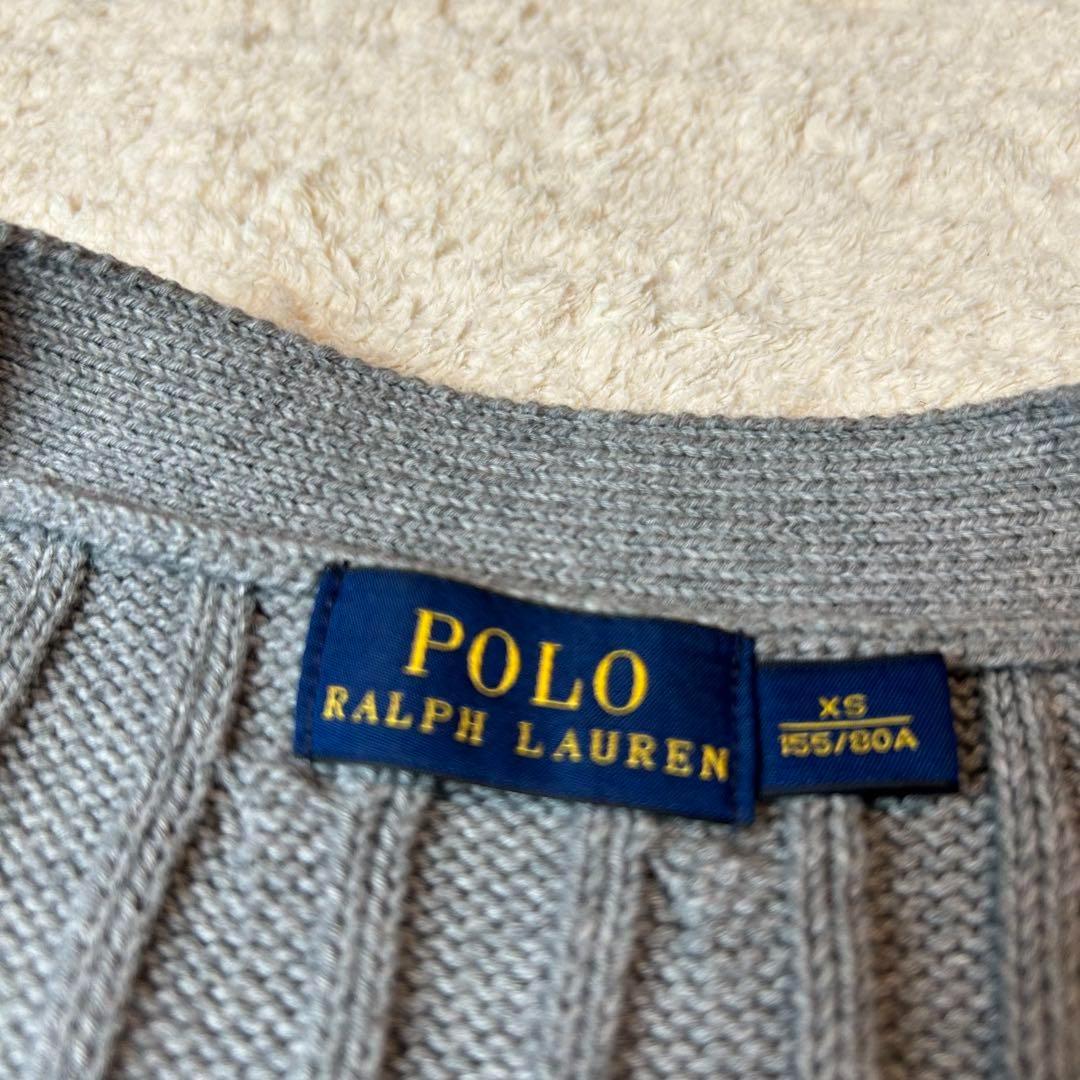 POLO
RALPH LAUREN
XS
155/80A